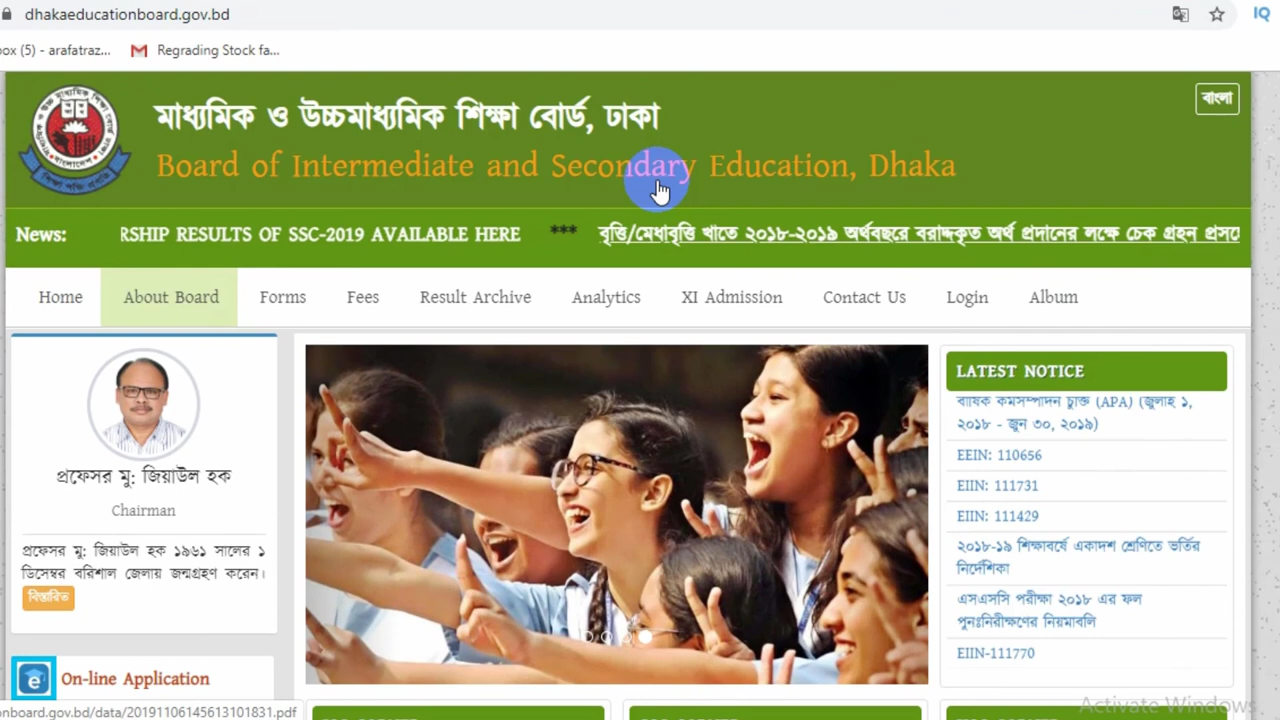 dhakaeducationboard.gov.bd
ox (5) - arafatraz...
Regrading Stock fa...
মাধ্যমিক ও উচ্চমাধ্যমিক শিক্ষা বোর্ড, ঢাকা
বাংলা
Board of Intermediate and Secondary Education, Dhaka
News:
RSHIP RESULTS OF SSC-2019 AVAILABLE HERE *** বৃত্তি/মেধাবৃত্তি খাতে ২০১৮-২০১৯ অর্থবছরে বরাদ্দকৃত অর্থ প্রদানের লক্ষে চেক গ্রহন
Home About Board Forms Fees Result Archive Analytics XI Admission Contact Us Login Album
প্রফেসর মু: জিয়াউল হক
Chairman
প্রফেসর মু: জিয়াউল হক ১৯৬১ সালের ১
ডিসেম্বর বরিশাল জেলায় জন্মগ্রহণ করেন।
বিস্তারিত
On-line Application
LATEST NOTICE
বার্ষিক কর্মসম্পাদন চুক্তি (APA) (জুলাই ১,
২০১৮ - জুন ৩০, ২০১৯)
EEIN: 110656
EIIN: 111731
EIIN: 111429
২০১৮-১৯ শিক্ষাবর্ষে একাদশ শ্রেণিতে ভর্তির
নির্দেশিকা
এসএসসি পরীক্ষা ২০১৮ এর ফল
পুনঃনিরীক্ষণের নিয়মাবলি
EIIN-111770
Activate Windows
onboard.gov.bd/data/20191106145613101831.pdf